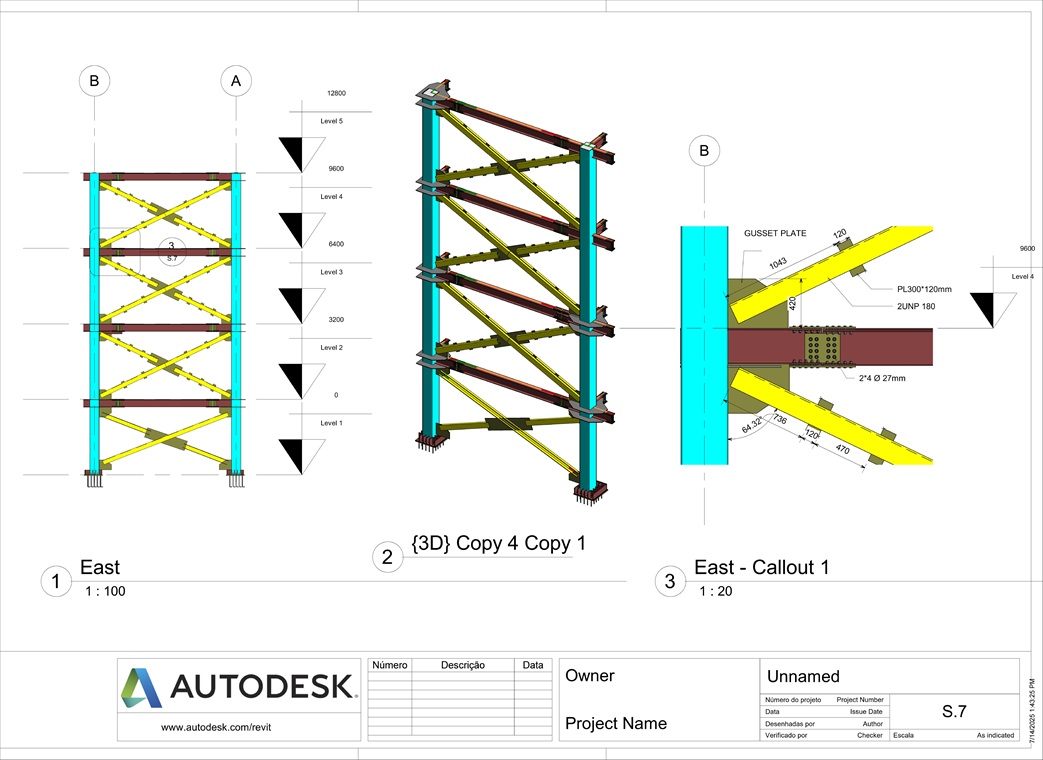 B
A
12800
Level 5
9600
Level 4
6400
Level 3
3200
Level 2
0
Level 1
3
S.7
1
East
1 : 100
2
{3D} Copy 4 Copy 1
B
GUSSET PLATE
120
1043
420
PL300*120mm
2UNP 180
2*4 Ø 27mm
64.32°
736
120
470
9600
Level 4
3
East - Callout 1
1 : 20
AUTODESK.
www.autodesk.com/revit
Número Descrição Data
Owner
Project Name
Unnamed
Número do projeto Project Number
Data Issue Date
Desenhadas por Author
Verificado por Checker
S.7
Escala As indicated
7/14/2025 1:43:25 PM